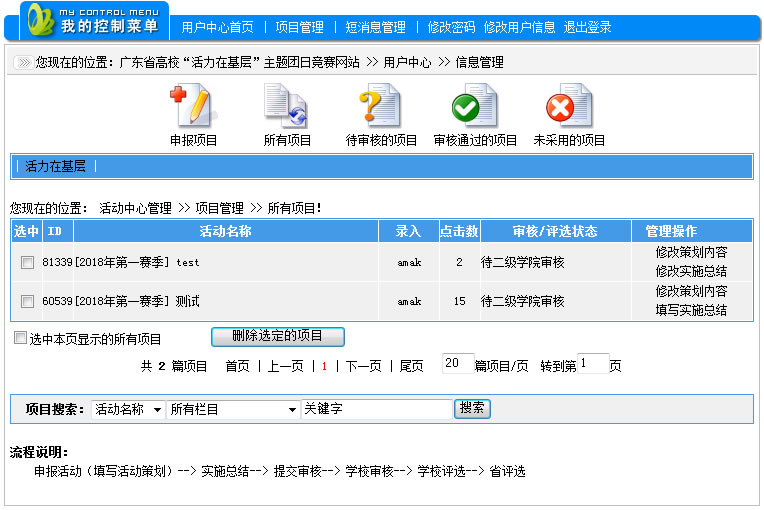 MY CONTROL MENU
我的控制菜单
用户中心首页 | 项目管理 | 短消息管理 | 修改密码 修改用户信息 退出登录
您现在的位置：广东省高校“活力在基层”主题团日竞赛网站 >> 用户中心 >> 信息管理
申报项目 所有项目 待审核的项目 审核通过的项目 未采用的项目
| 活力在基层 |
您现在的位置： 活动中心管理 >> 项目管理 >> 所有项目！
选中 ID 活动名称 录入 点击数 审核/评选状态 管理操作
81339 [2018年第一赛季] test amak 2 待二级学院审核 修改策划内容
修改实施总结
60539 [2018年第一赛季] 测试 amak 15 待二级学院审核 修改策划内容
填写实施总结
选中本页显示的所有项目 删除选定的项目
共 2 篇项目 首页 | 上一页 | 1 | 下一页 | 尾页 20 篇项目/页 转到第 1 页
项目搜索： 活动名称 所有栏目 关键字 搜索
流程说明：
申报活动（填写活动策划）--> 实施总结--> 提交审核--> 学校审核--> 学校评选--> 省评选